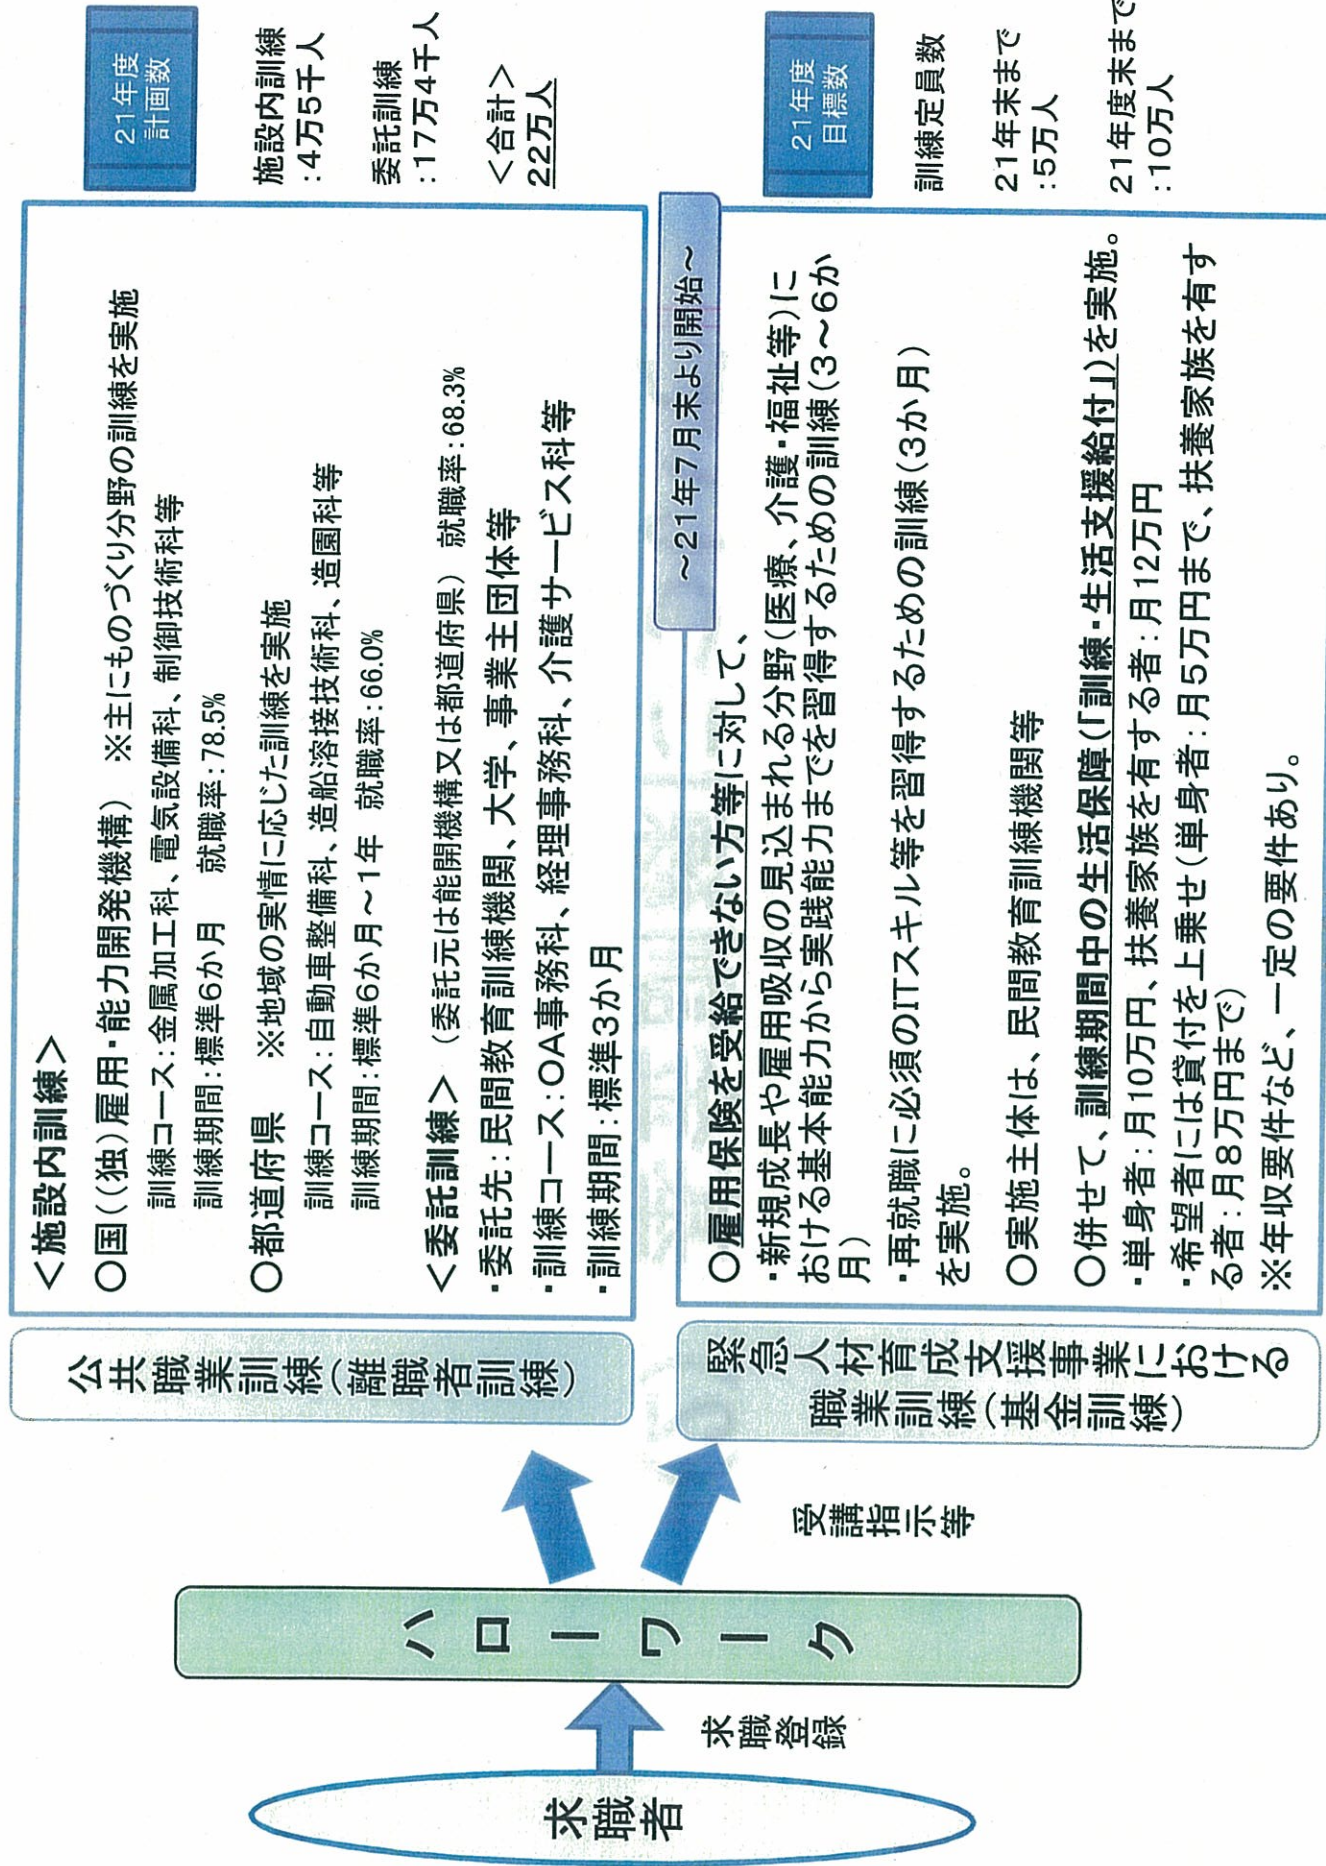 求職者
求職登録
ハローワーク
受講指示等
公共職業訓練(離職者訓練)
<施設内訓練>
○国((独)雇用・能力開発機構)　※主にものづくり分野の訓練を実施
訓練コース:金属加工科、電気設備科、制御技術科等
訓練期間:標準6か月　就職率:78.5%
○都道府県　※地域の実情に応じた訓練を実施
訓練コース:自動車整備科、造船溶接技術科、造園科等
訓練期間:標準6か月～1年 就職率:66.0%
<委託訓練>　(委託元は能開機構又は都道府県)　就職率:68.3%
・委託先:民間教育訓練機関、大学、事業主団体等
・訓練コース:OA事務科、経理事務科、介護サービス科等
・訓練期間:標準3か月
21年度
計画数
施設内訓練
:4万5千人
委託訓練
:17万4千人
<合計>
22万人
緊急人材育成支援事業における
職業訓練(基金訓練)
～21年7月末より開始～
○雇用保険を受給できない方等に対して、
・新規成長や雇用吸収の見込まれる分野(医療、介護・福祉等)に
おける基本能力から実践能力までを習得するための訓練(3～6か
月)
・再就職に必須のITスキル等を習得するための訓練(3か月)
を実施。
○実施主体は、民間教育訓練機関等
○併せて、訓練期間中の生活保障(「訓練・生活支援給付」)を実施。
・単身者:月10万円、扶養家族を有する者:月12万円
・希望者には貸付を上乗せ(単身者:月5万円まで、扶養家族を有す
る者:月8万円まで)
※年収要件など、一定の要件あり。
21年度
目標数
訓練定員数
21年末まで
:5万人
21年度末まで
:10万人